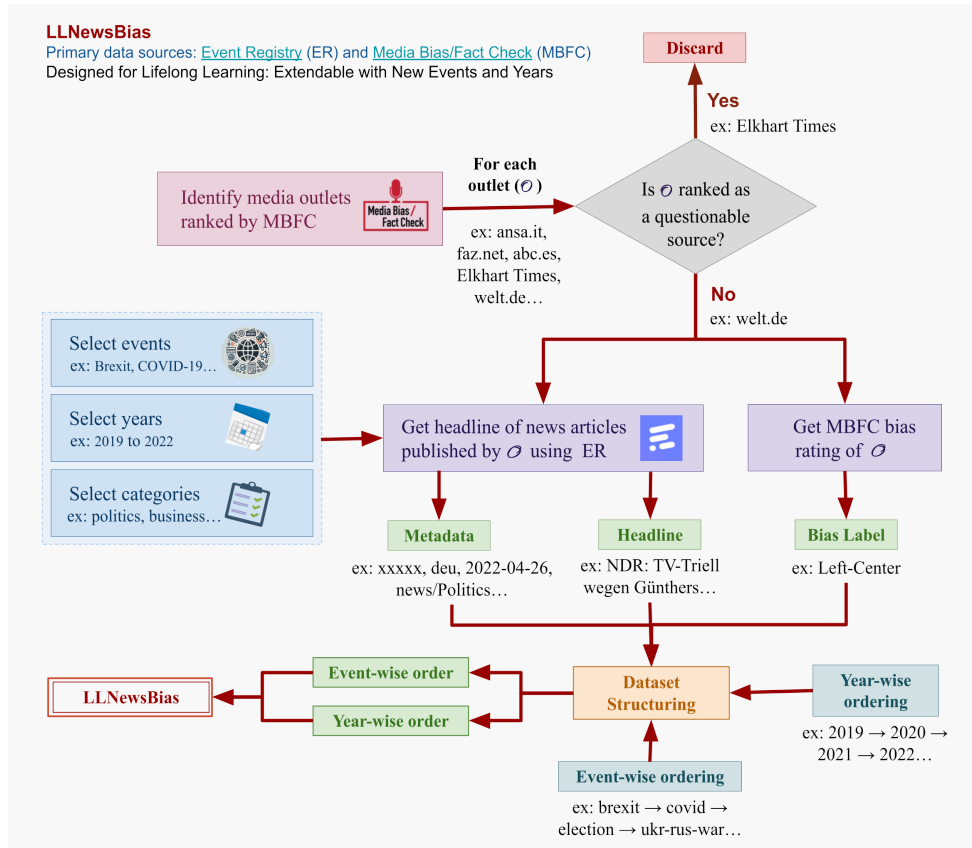 LLNewsBias
Primary data sources: Event Registry (ER) and Media Bias/Fact Check (MBFC)
Designed for Lifelong Learning: Extendable with New Events and Years
Discard
Yes
ex: Elkhart Times
For each
outlet (O)
Is O ranked as
a questionable
source?
Identify media outlets
ranked by MBFC
Media Bias/
Fact Check
ex: ansa.it,
faz.net, abc.es,
Elkhart Times,
welt.de…
No
ex: welt.de
Select events
ex: Brexit, COVID-19…
Select years
ex: 2019 to 2022
Select categories
ex: politics, business…
Get headline of news articles
published by O using ER
Get MBFC bias
rating of O
Metadata
ex: xxxxx, deu, 2022-04-26,
news/Politics…
Headline
ex: NDR: TV-Triell
wegen Günthers…
Bias Label
ex: Left-Center
LLNewsBias
Event-wise order
Year-wise order
Dataset
Structuring
Year-wise
ordering
ex: 2019 → 2020 →
2021 → 2022…
Event-wise ordering
ex: brexit → covid →
election → ukr-rus-war…